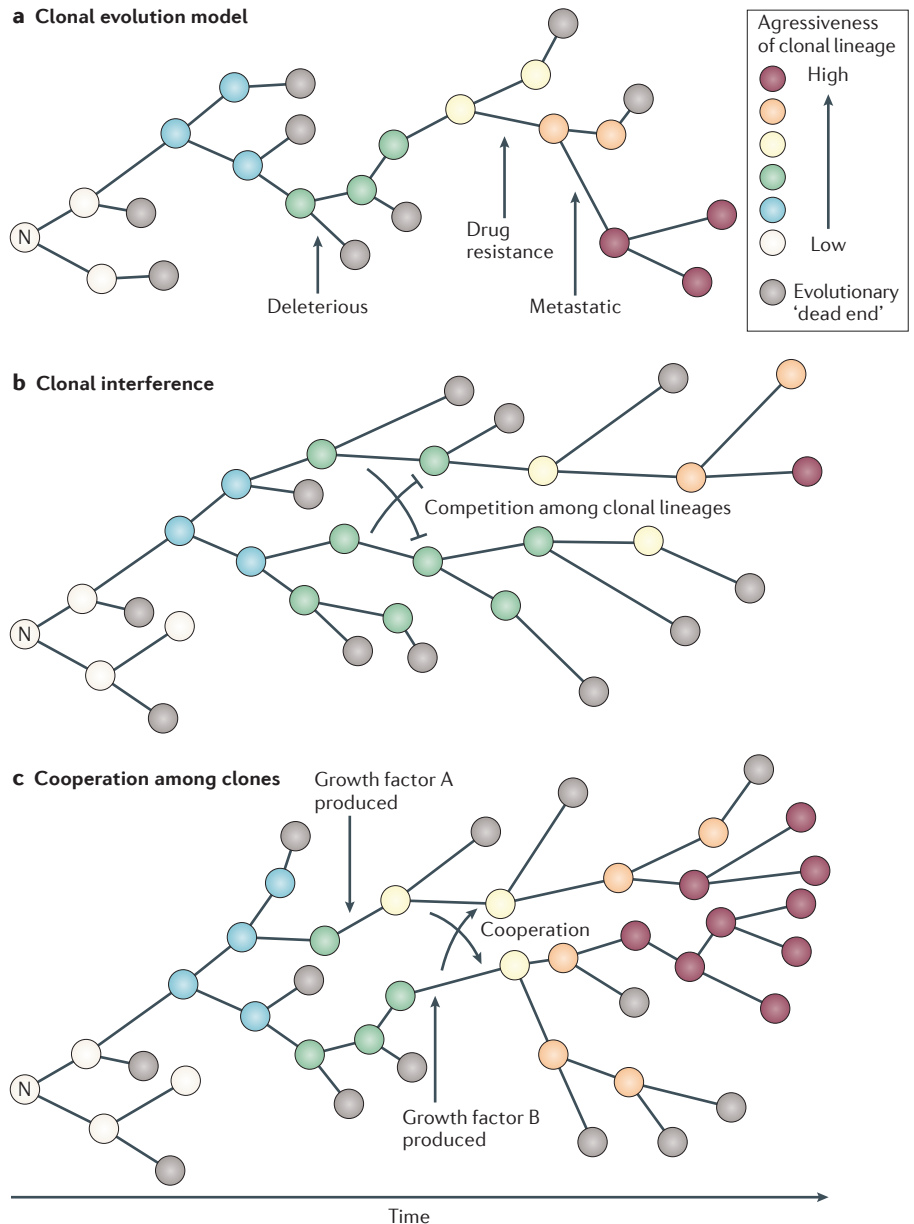 a Clonal evolution model
Agressiveness
of clonal lineage
High
Low
Evolutionary
‘dead end’
N
Drug
resistance
Deleterious
Metastatic
b Clonal interference
Competition among clonal lineages
N
c Cooperation among clones
Growth factor A
produced
Cooperation
N
Growth factor B
produced
Time